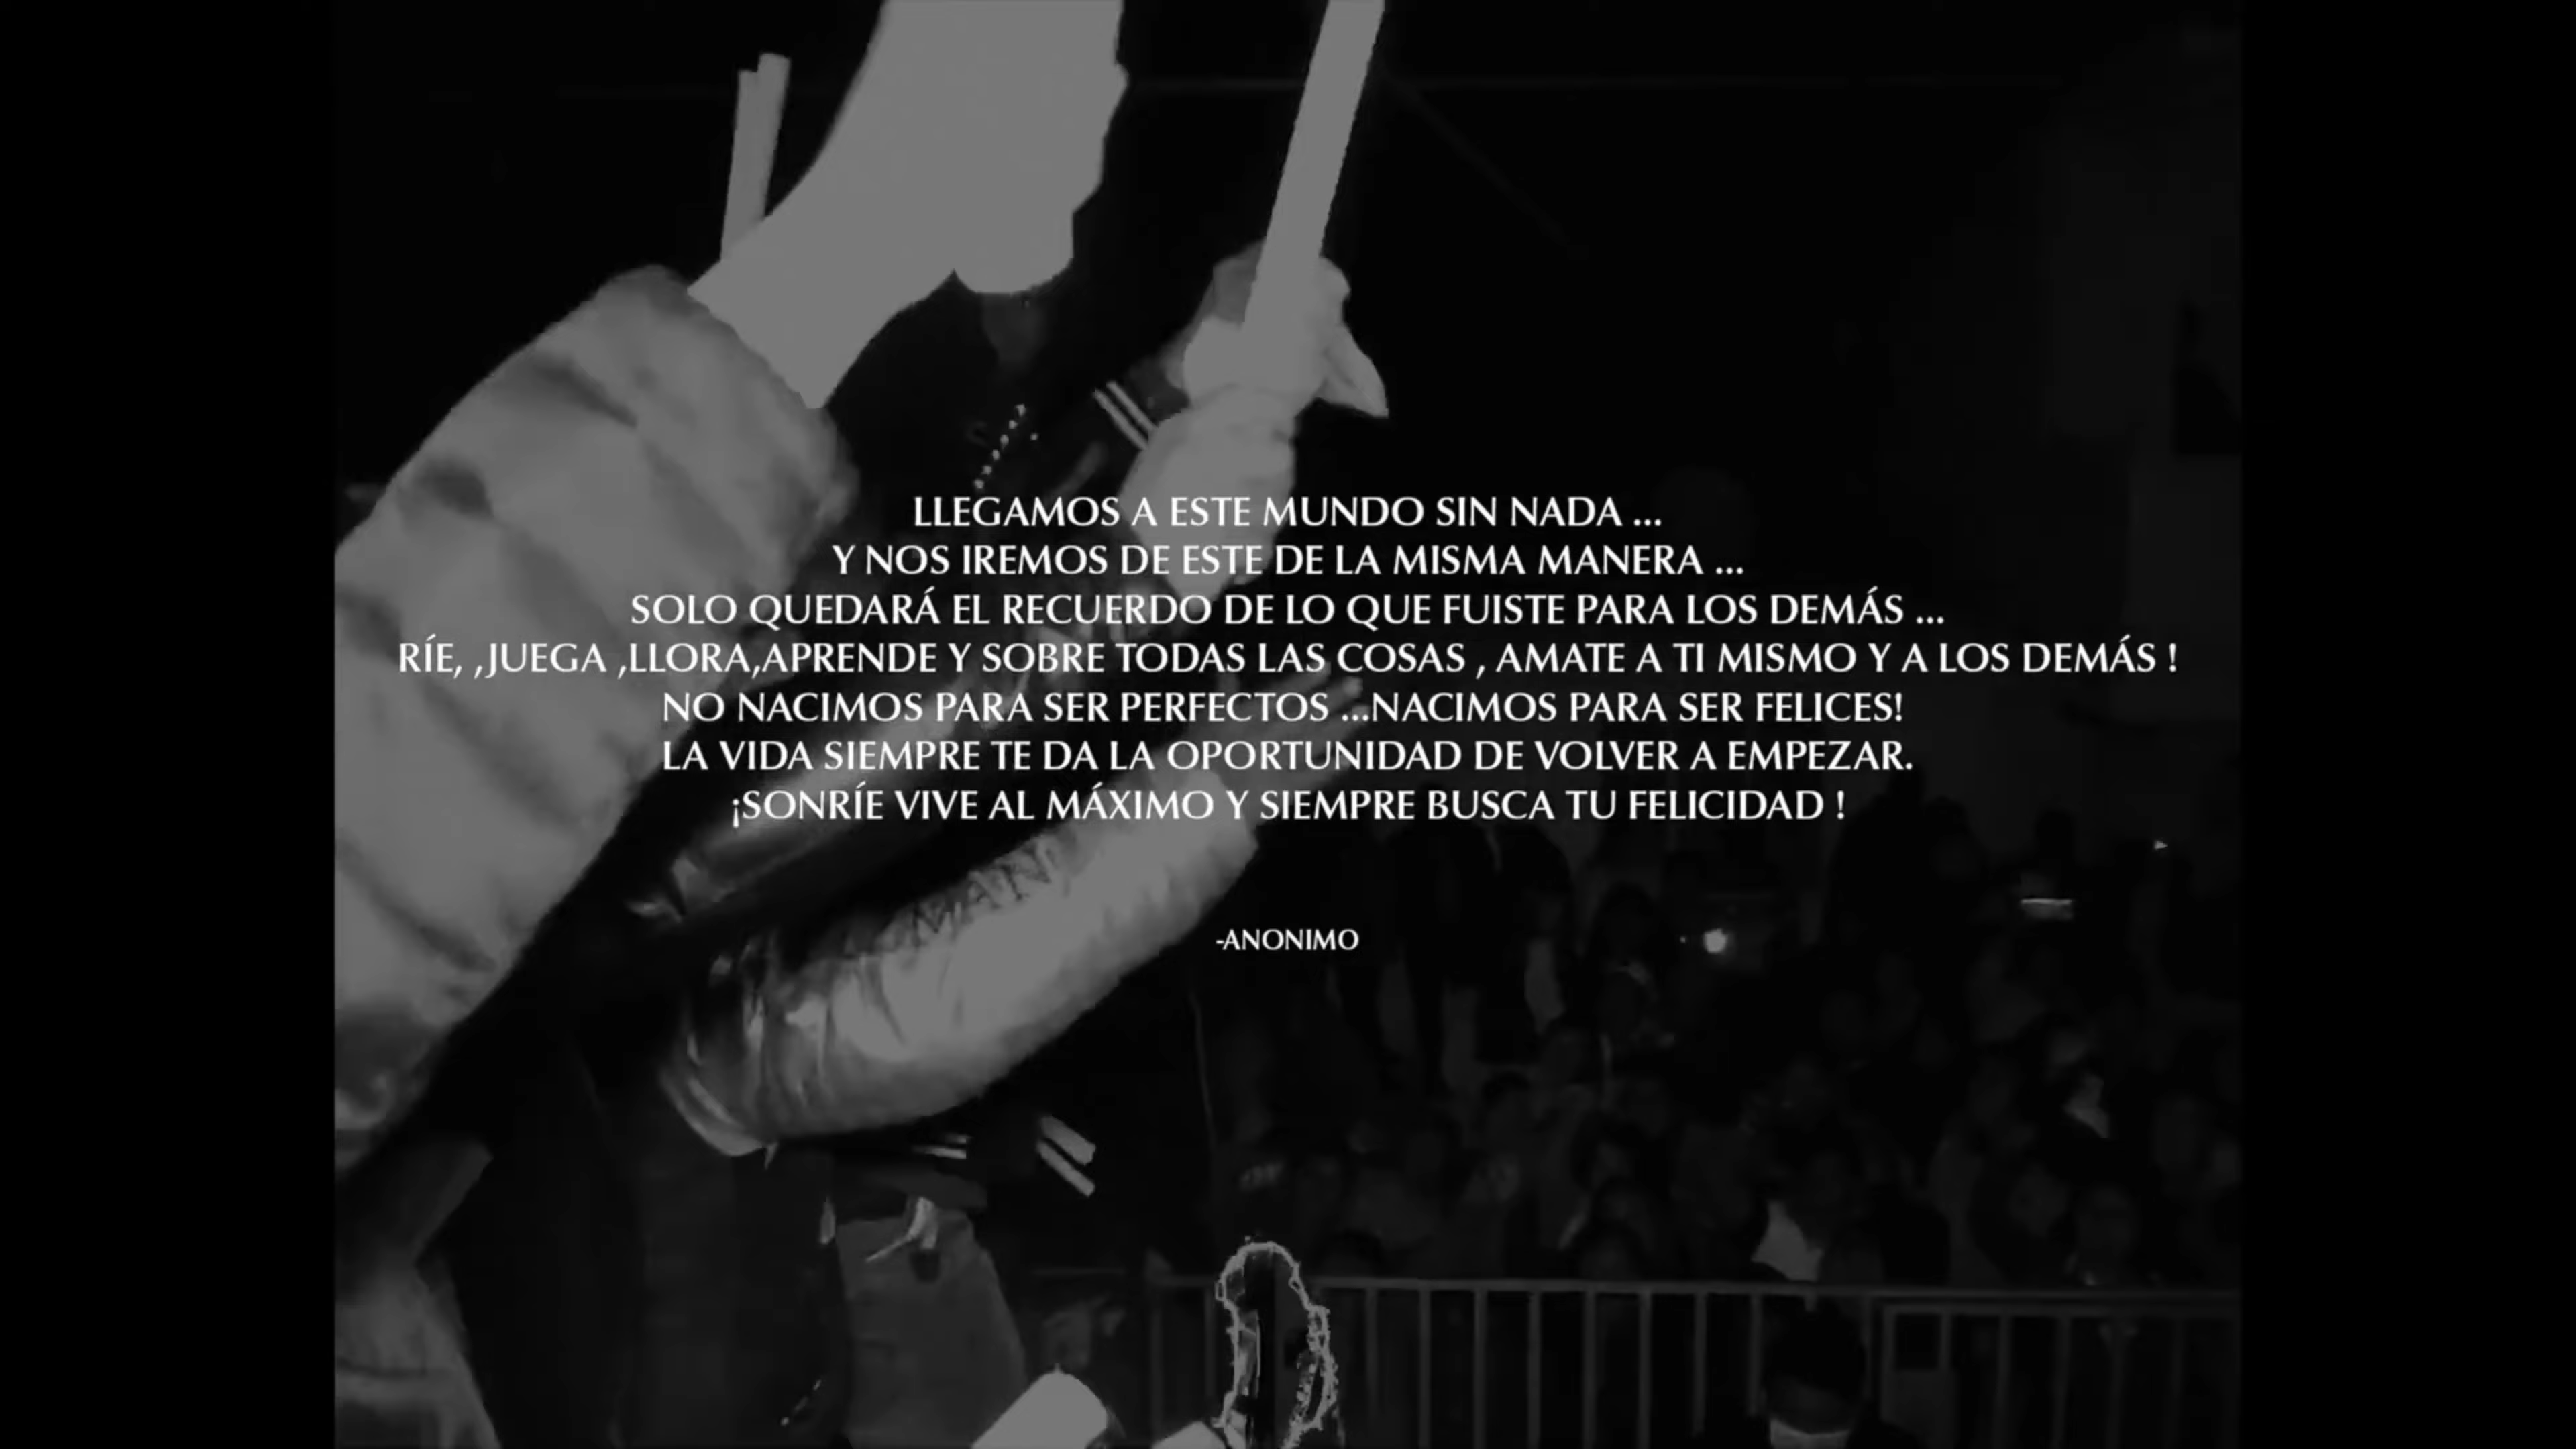 LLEGAMOS A ESTE MUNDO SIN NADA ...
Y NOS IREMOS DE ESTE DE LA MISMA MANERA ...
SOLO QUEDARÁ EL RECUERDO DE LO QUE FUISTE PARA LOS DEMÁS ...
RÍE, ,JUEGA ,LLORA,APRENDE Y SOBRE TODAS LAS COSAS , AMATE A TI MISMO Y A LOS DEMÁS !
NO NACIMOS PARA SER PERFECTOS ...NACIMOS PARA SER FELICES!
LA VIDA SIEMPRE TE DA LA OPORTUNIDAD DE VOLVER A EMPEZAR.
¡SONRÍE VIVE AL MÁXIMO Y SIEMPRE BUSCA TU FELICIDAD !
-ANONIMO